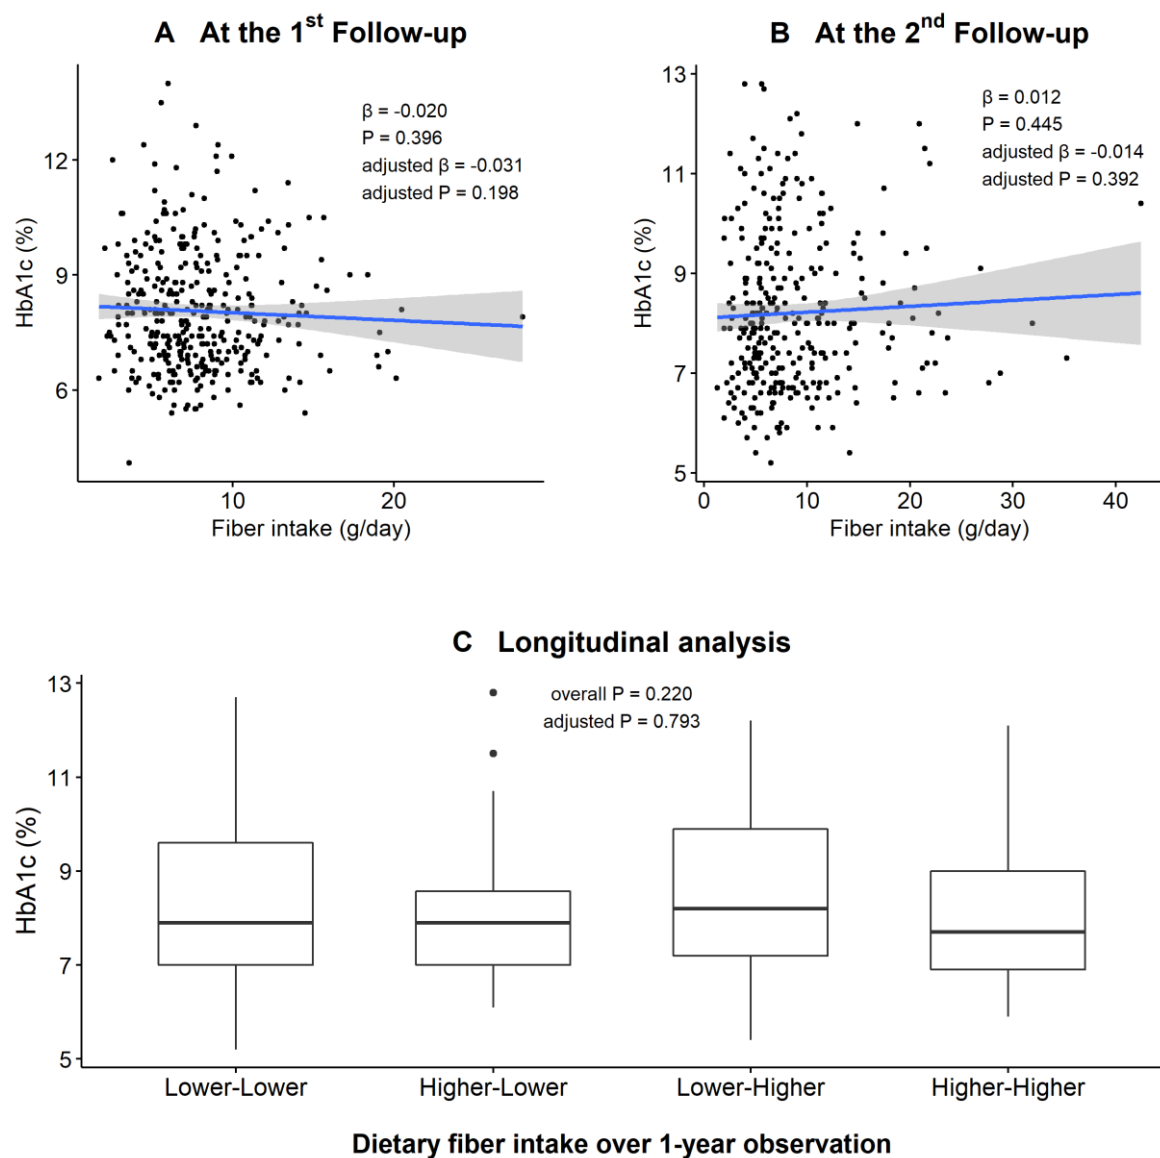 A At the 1st Follow-up
β = -0.020
P = 0.396
adjusted β = -0.031
adjusted P = 0.198
HbA1c (%)
12
9
6
10 20
Fiber intake (g/day)
B At the 2nd Follow-up
β = 0.012
P = 0.445
adjusted β = -0.014
adjusted P = 0.392
HbA1c (%)
13
11
9
7
5
0 10 20 30 40
Fiber intake (g/day)
C Longitudinal analysis
overall P = 0.220
adjusted P = 0.793
HbA1c (%)
13
11
9
7
5
Lower-Lower Higher-Lower Lower-Higher Higher-Higher
Dietary fiber intake over 1-year observation